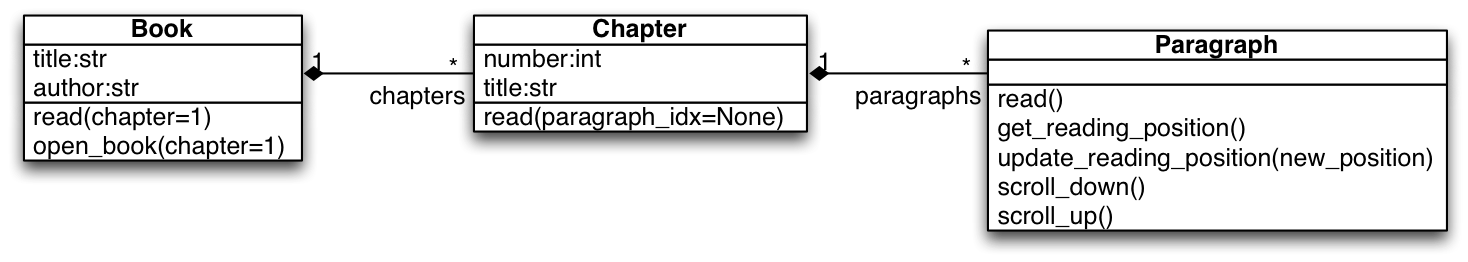 Book
title:str
author:str
read(chapter=1)
open_book(chapter=1)
1
*
chapters
Chapter
number:int
title:str
read(paragraph_idx=None)
1
*
paragraphs
Paragraph
read()
get_reading_position()
update_reading_position(new_position)
scroll_down()
scroll_up()